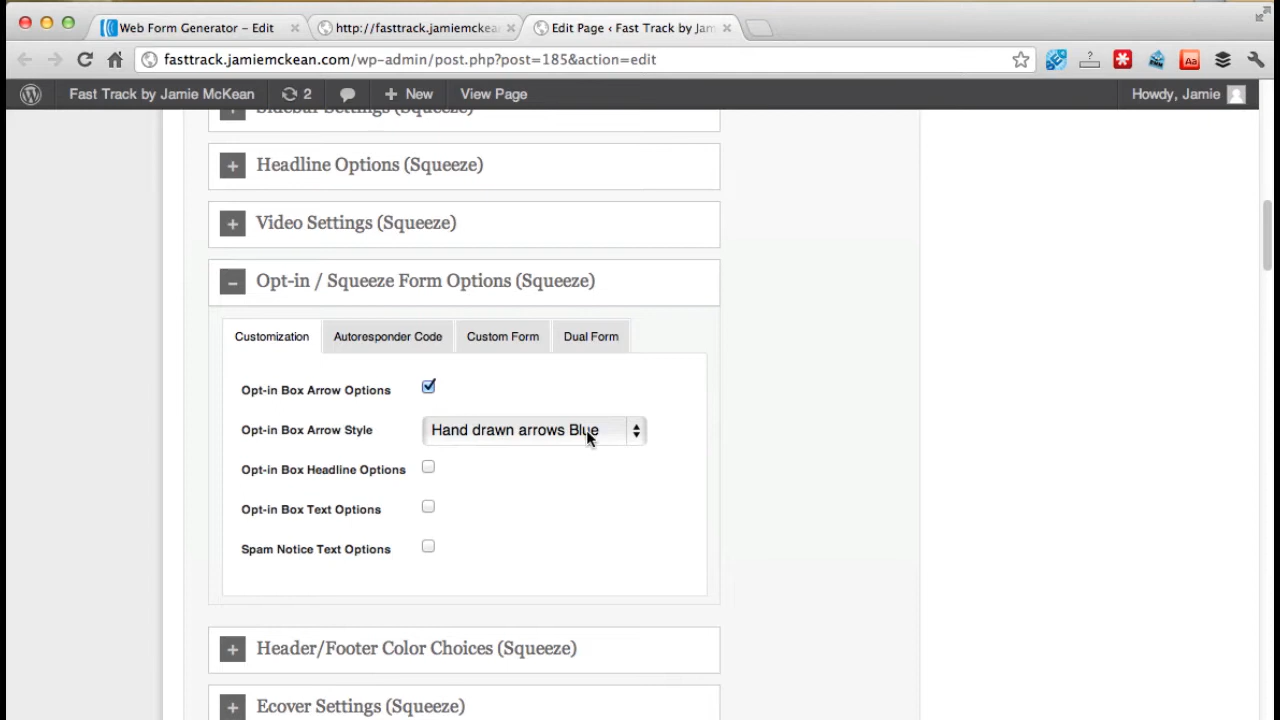 Web Form Generator – Edit
http://fasttrack.jamiemckea
Edit Page ‹ Fast Track by Jam
fasttrack.jamiemckean.com/wp-admin/post.php?post=185&action=edit
Fast Track by Jamie McKean 2 + New View Page Howdy, Jamie
Sidebar Settings (Squeeze)
+ Headline Options (Squeeze)
+ Video Settings (Squeeze)
– Opt-in / Squeeze Form Options (Squeeze)
Customization Autoresponder Code Custom Form Dual Form
Opt-in Box Arrow Options
Opt-in Box Arrow Style Hand drawn arrows Blue
Opt-in Box Headline Options
Opt-in Box Text Options
Spam Notice Text Options
+ Header/Footer Color Choices (Squeeze)
+ Ecover Settings (Squeeze)